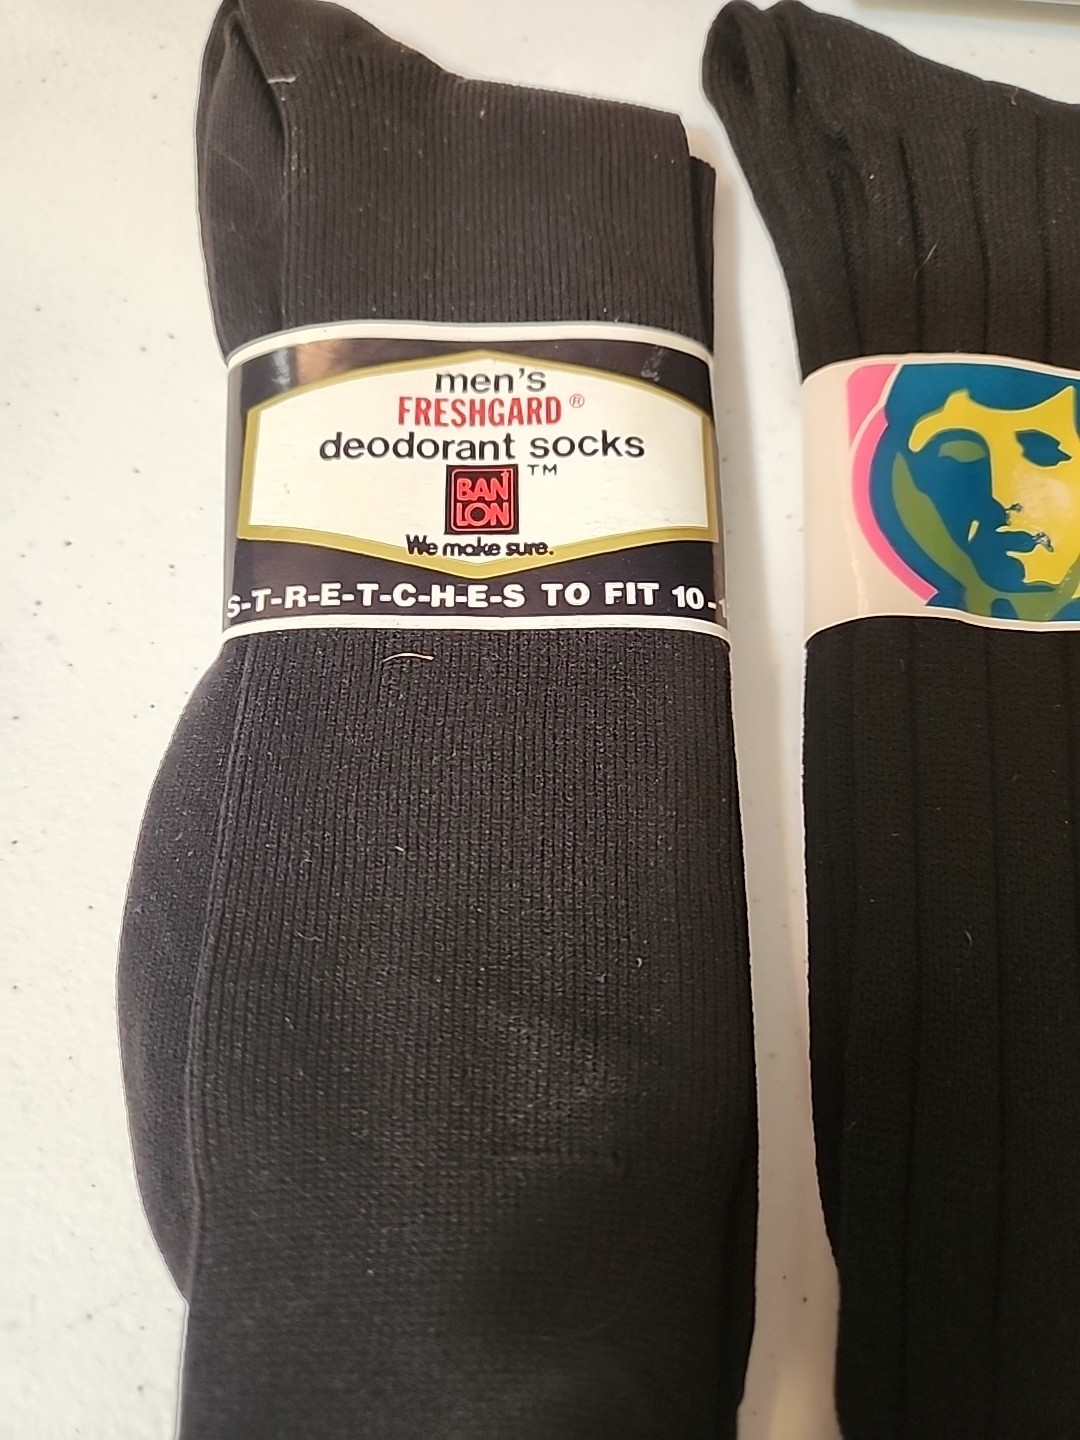 men's
FRESHGARD®
deodorant socks
TM
BAN
LON
We make sure.
S-T-R-E-T-C-H-E-S TO FIT 10-